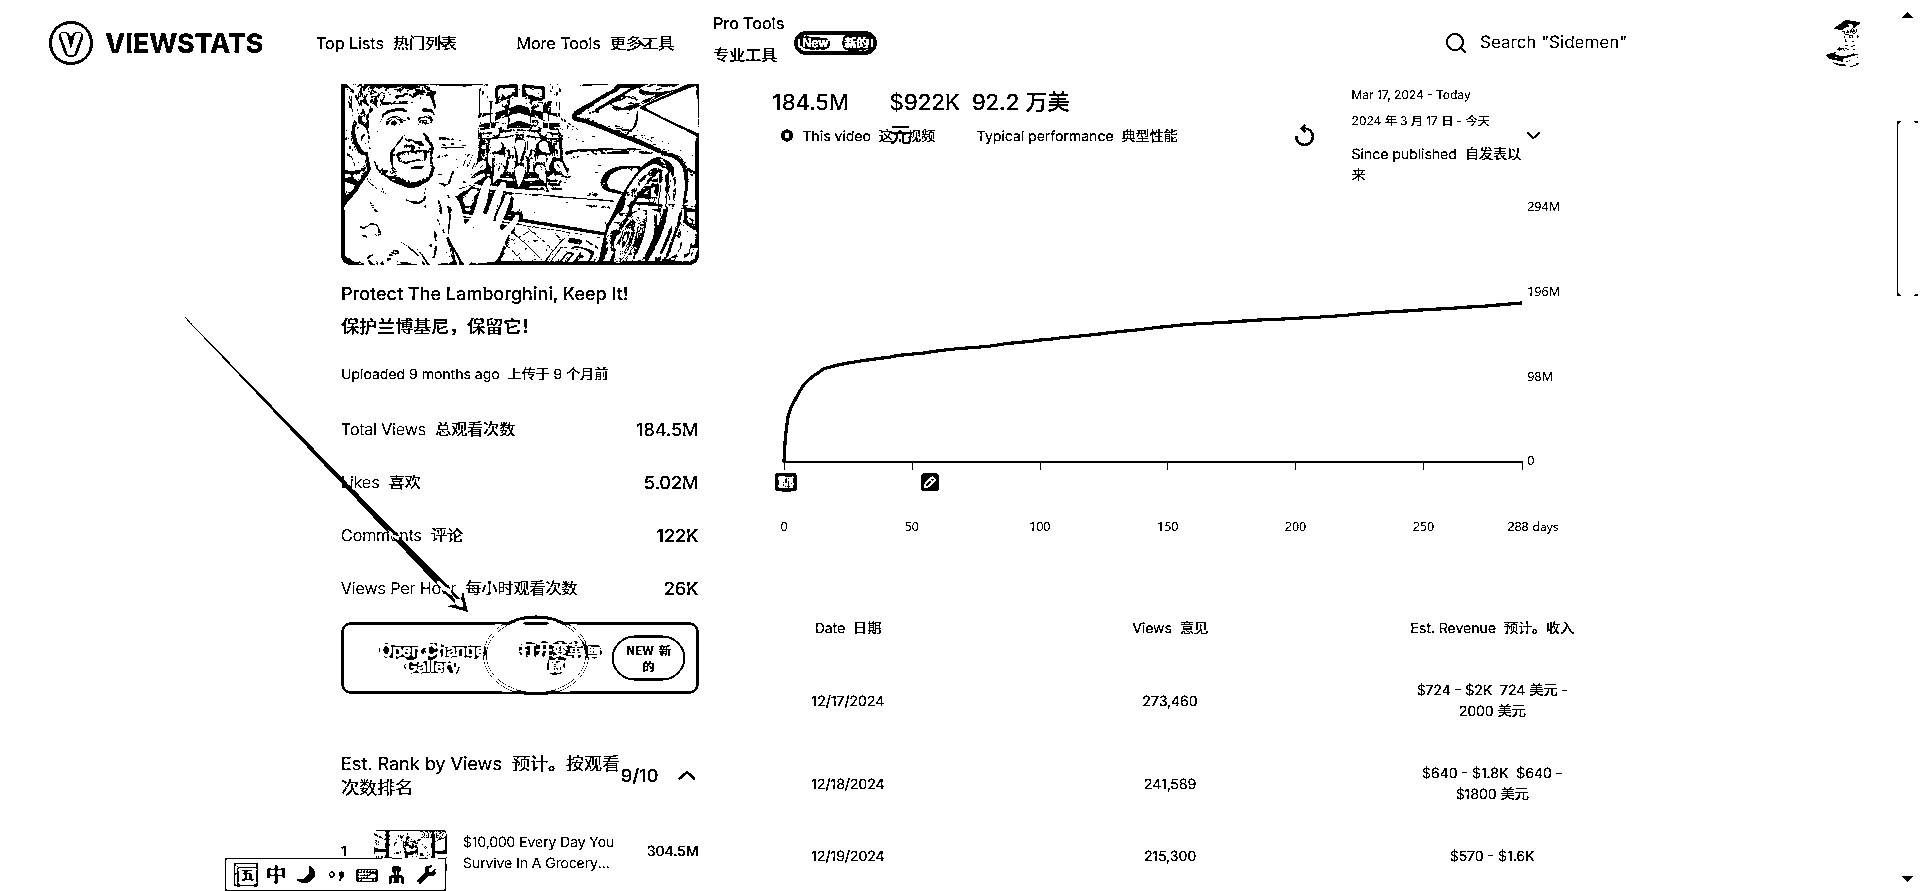 VIEWSTATS
Top Lists 热门列表
More Tools 更多工具
Pro Tools
专业工具
New 新的
Search "Sidemen"
184.5M
$922K 92.2 万美元
This video 这个视频
Typical performance 典型性能
Mar 17, 2024 - Today
2024 年 3 月 17 日 - 今天
Since published 自发表以
来
294M
196M
98M
0
0 50 100 150 200 250 288 days
Protect The Lamborghini, Keep It!
保护兰博基尼，保留它！
Uploaded 9 months ago 上传于 9 个月前
Total Views 总观看次数 184.5M
Likes 喜欢 5.02M
Comments 评论 122K
Views Per Hour 每小时观看次数 26K
Open Change
Gallery
NEW 新
的
Est. Rank by Views 预计。按观看
次数排名
9/10
1
$10,000 Every Day You
Survive In A Grocery...
304.5M
五 中
Date 日期 Views 意见 Est. Revenue 预计。收入
12/17/2024 273,460 $724 - $2K 724 美元 -
2000 美元
12/18/2024 241,589 $640 - $1.8K $640 -
$1800 美元
12/19/2024 215,300 $570 - $1.6K